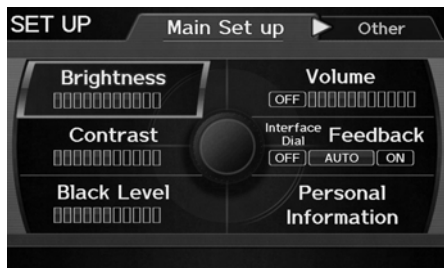 SET UP
Main Set up
Other
Brightness
Volume
OFF
Contrast
Interface Dial Feedback
OFF AUTO ON
Black Level
Personal
Information